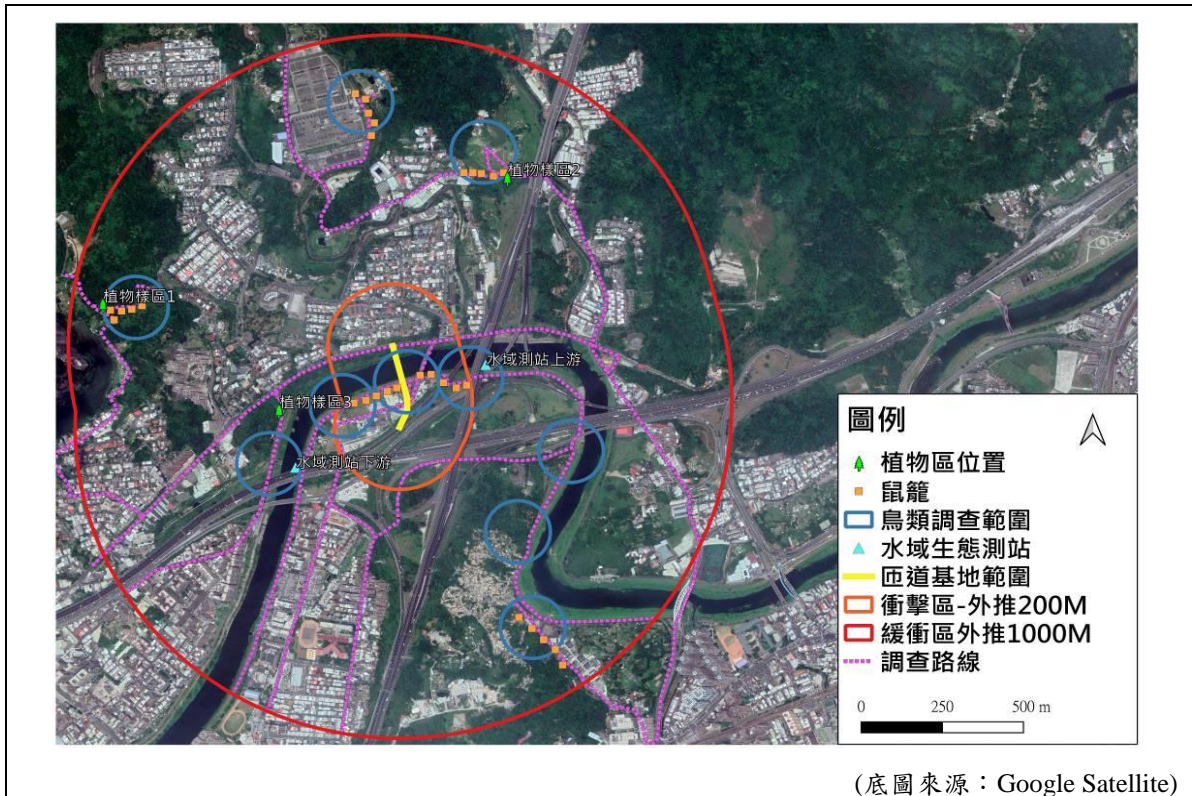 植物樣區2
植物樣區1
水域測站上游
植物樣區3
水域測站下游
圖例
植物區位置
鼠籠
鳥類調查範圍
水域生態測站
匝道基地範圍
衝擊區-外推200M
緩衝區外推1000M
調查路線
0 250 500 m
(底圖來源：Google Satellite)